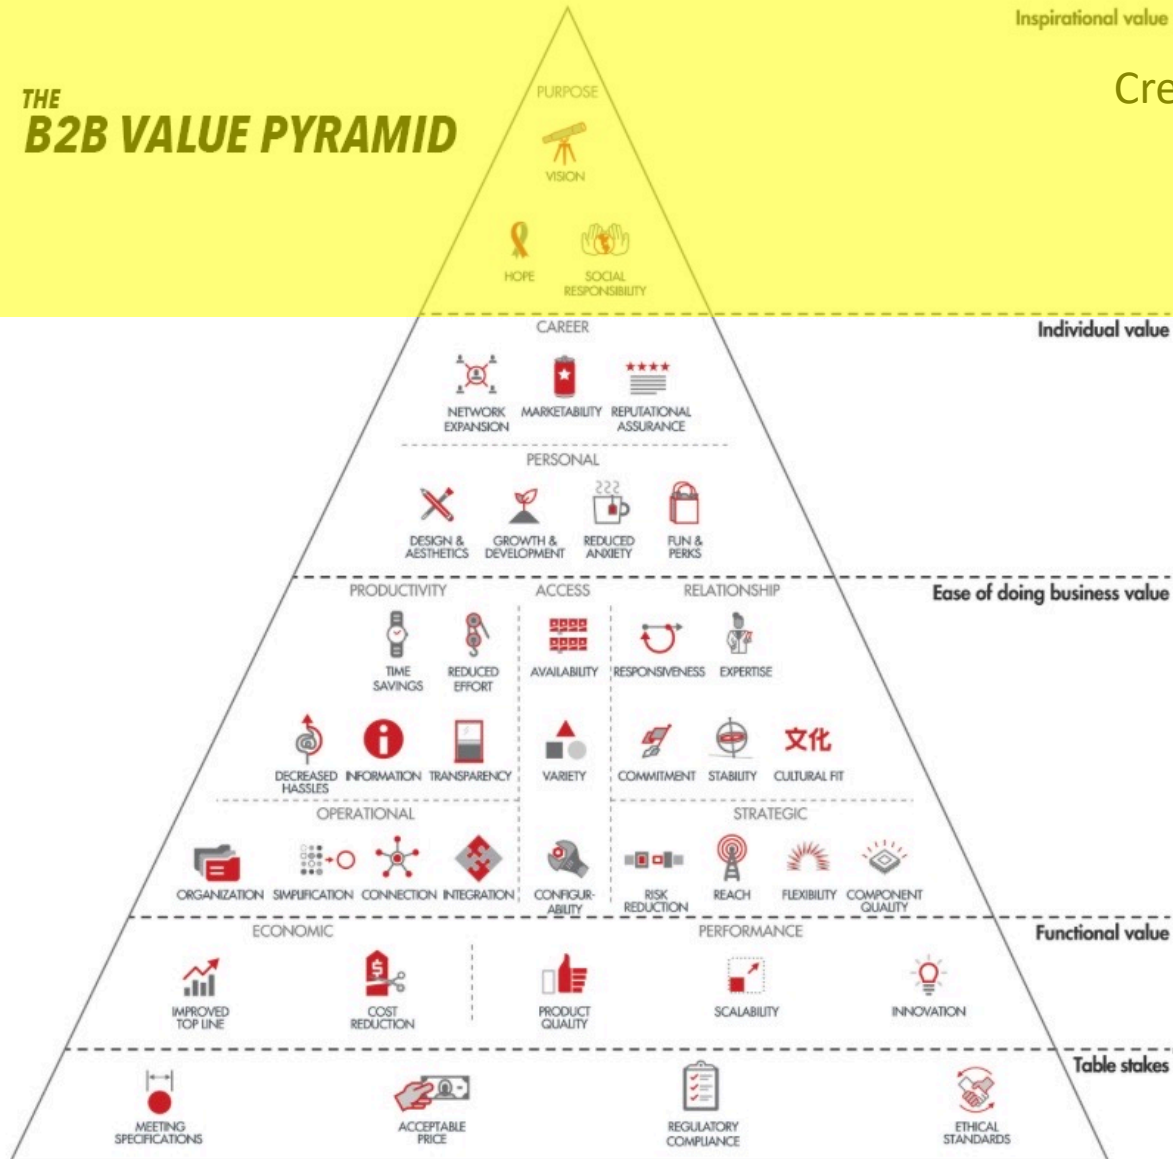 Inspirational value
THE
B2B VALUE PYRAMID
Cre
PURPOSE
VISION
HOPE
SOCIAL
RESPONSIBILITY
Individual value
CAREER
NETWORK
EXPANSION
MARKETABILITY
REPUTATIONAL
ASSURANCE
PERSONAL
DESIGN &
AESTHETICS
GROWTH &
DEVELOPMENT
REDUCED
ANXIETY
FUN &
PERKS
Ease of doing business value
PRODUCTIVITY
ACCESS
RELATIONSHIP
TIME
SAVINGS
REDUCED
EFFORT
AVAILABILITY
RESPONSIVENESS
EXPERTISE
DECREASED
HASSLES
INFORMATION
TRANSPARENCY
VARIETY
COMMITMENT
STABILITY
文化
CULTURAL FIT
OPERATIONAL
STRATEGIC
ORGANIZATION
SIMPLIFICATION
CONNECTION
INTEGRATION
CONFIGUR-
ABILITY
RISK
REDUCTION
REACH
FLEXIBILITY
COMPONENT
QUALITY
Functional value
ECONOMIC
PERFORMANCE
IMPROVED
TOP LINE
COST
REDUCTION
PRODUCT
QUALITY
SCALABILITY
INNOVATION
Table stakes
MEETING
SPECIFICATIONS
ACCEPTABLE
PRICE
REGULATORY
COMPLIANCE
ETHICAL
STANDARDS